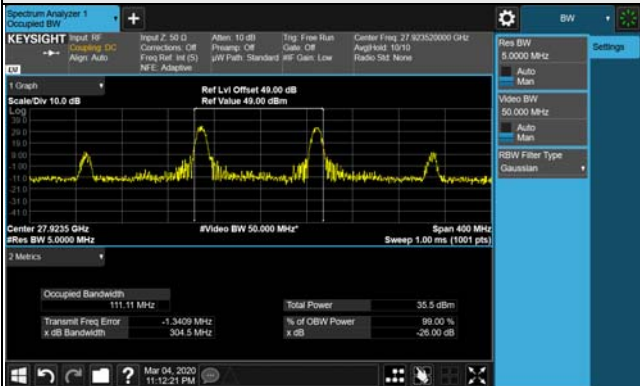 Spectrum Analyzer 1
Occupied BW
+
BW
KEYSIGHT
Input: RF
Coupling: DC
Align: Auto
Input Z: 50 Ω
Corrections: Off
Freq Ref: Int (S)
NFE: Adaptive
Atten: 10 dB
Preamp: Off
µW Path: Standard
Trig: Free Run
Gate: Off
#IF Gain: Low
Center Freq: 27.923520000 GHz
Avg|Hold: 10/10
Radio Std: None
LU
1 Graph
Scale/Div 10.0 dB
Ref Lvl Offset 49.00 dB
Ref Value 49.00 dBm
Log
39.0
29.0
19.0
9.00
-1.00
-11.0
-21.0
-31.0
-41.0
Center 27.9235 GHz
#Res BW 5.0000 MHz
#Video BW 50.000 MHz*
Span 400 MHz
Sweep 1.00 ms (1001 pts)
2 Metrics
Occupied Bandwidth
111.11 MHz
Total Power 35.5 dBm
Transmit Freq Error -1.3409 MHz
% of OBW Power 99.00 %
x dB Bandwidth 304.5 MHz
x dB -26.00 dB
Mar 04, 2020
11:12:21 PM
Res BW
5.0000 MHz
Auto
Man
Video BW
50.000 MHz
Auto
Man
RBW Filter Type
Gaussian
Settings